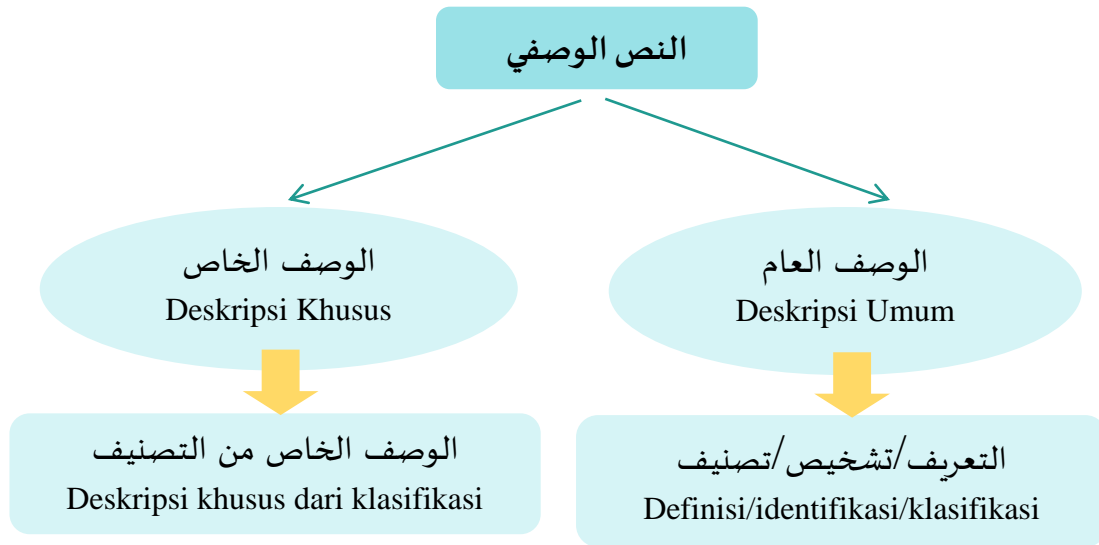 النص الوصفي
الوصف العام
Deskripsi Umum
الوصف الخاص
Deskripsi Khusus
التعريف/تشخيص/تصنيف
Definisi/identifikasi/klasifikasi
الوصف الخاص من التصنيف
Deskripsi khusus dari klasifikasi